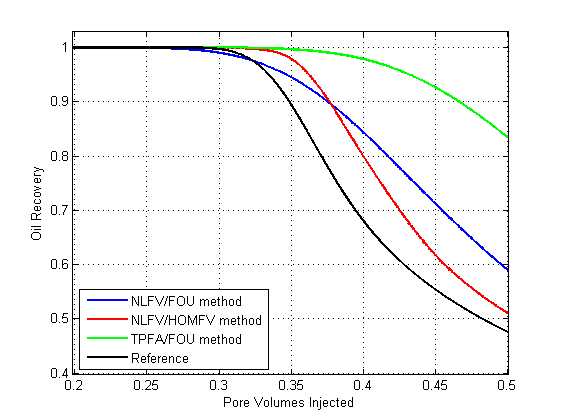 1
0.9
0.8
0.7
0.6
0.5
0.4
Oil Recovery
NLFV/FOU method
NLFV/HOMFV method
TPFA/FOU method
Reference
0.2
0.25
0.3
0.35
0.4
0.45
0.5
Pore Volumes Injected